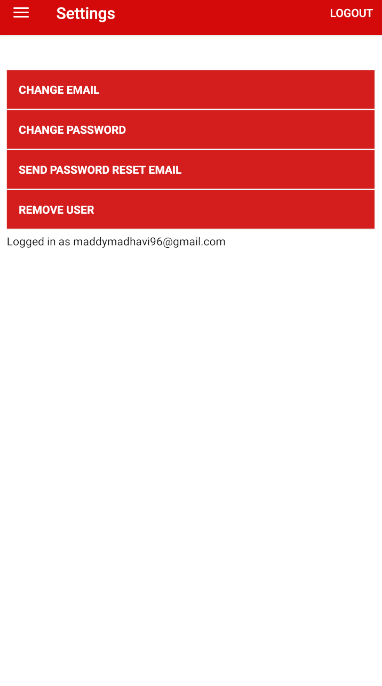 Settings
LOGOUT
CHANGE EMAIL
CHANGE PASSWORD
SEND PASSWORD RESET EMAIL
REMOVE USER
Logged in as maddymadhavi96@gmail.com